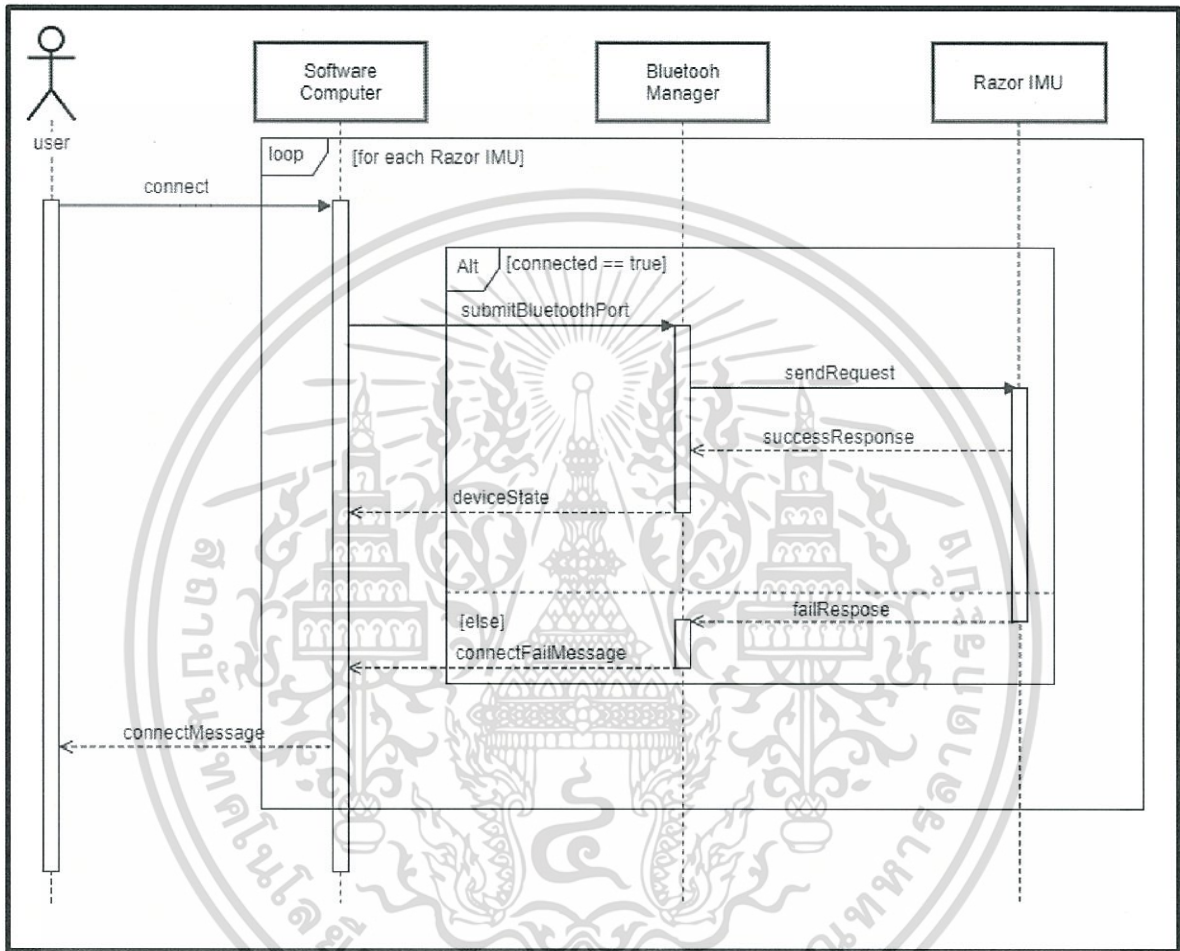 Software
Computer
Bluetooh
Manager
Razor IMU
user
loop
[for each Razor IMU]
connect
Alt
[connected == true]
submitBluetoothPort
sendRequest
successResponse
deviceState
failRespose
[else]
connectFailMessage
connectMessage